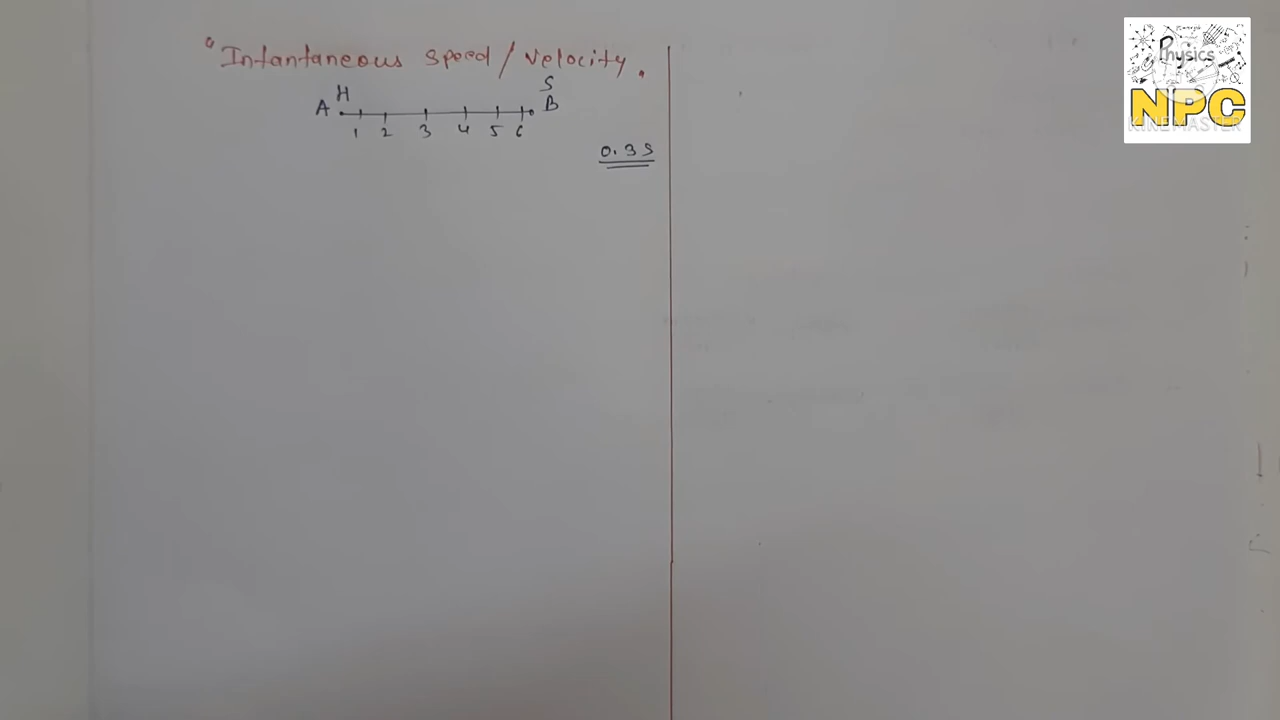 "Intantaneous speed / velocity.
H S
A B
1 2 3 4 5 6
0.3 s
Physics
NPC
KINEMASTER